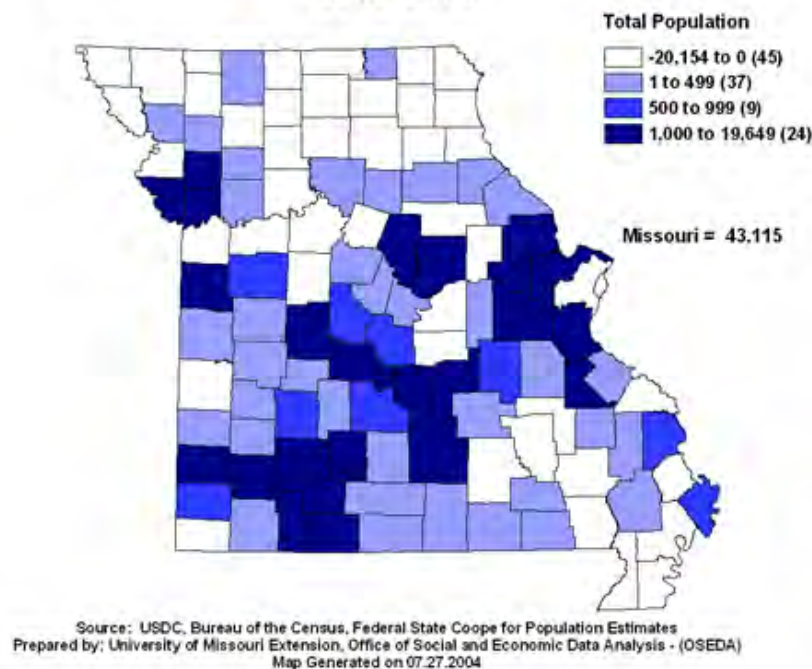 Total Population
-20,154 to 0 (45)
1 to 499 (37)
500 to 999 (9)
1,000 to 19,649 (24)
Missouri = 43.115
Source: USDC, Bureau of the Census, Federal State Coope for Population Estimates
Prepared by: University of Missouri Extension, Office of Social and Economic Data Analysis - (OSEDA)
Map Generated on 07.27.2004